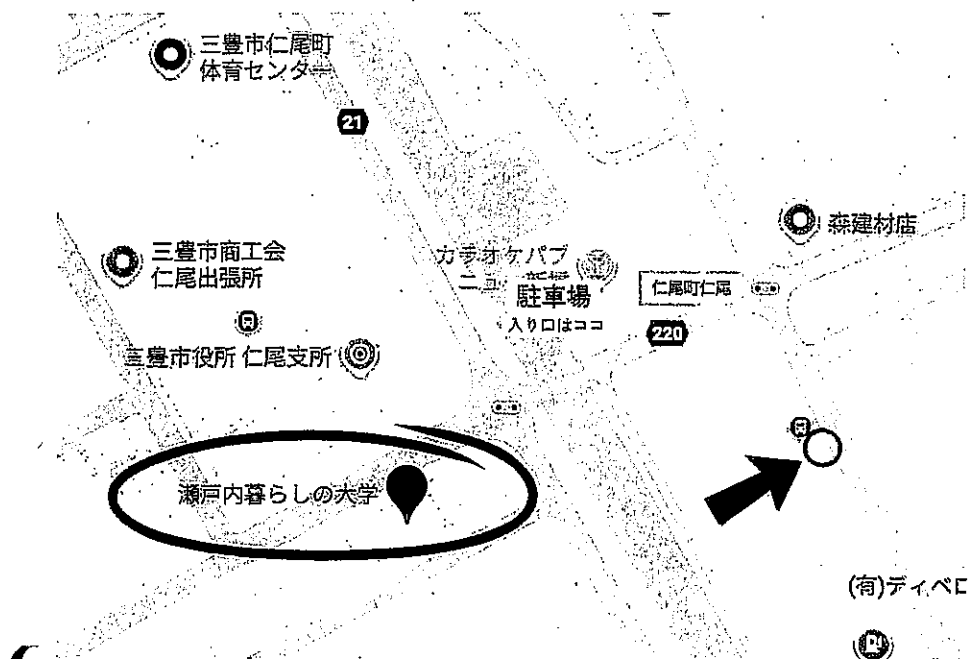 三豊市仁尾町
体育センター
21
森建材店
三豊市商工会
仁尾出張所
カラオケパブ
駐車場
入り口はココ
仁尾町仁尾
220
三豊市役所 仁尾支所
瀬戸内暮らしの大学
(有)ディベロ